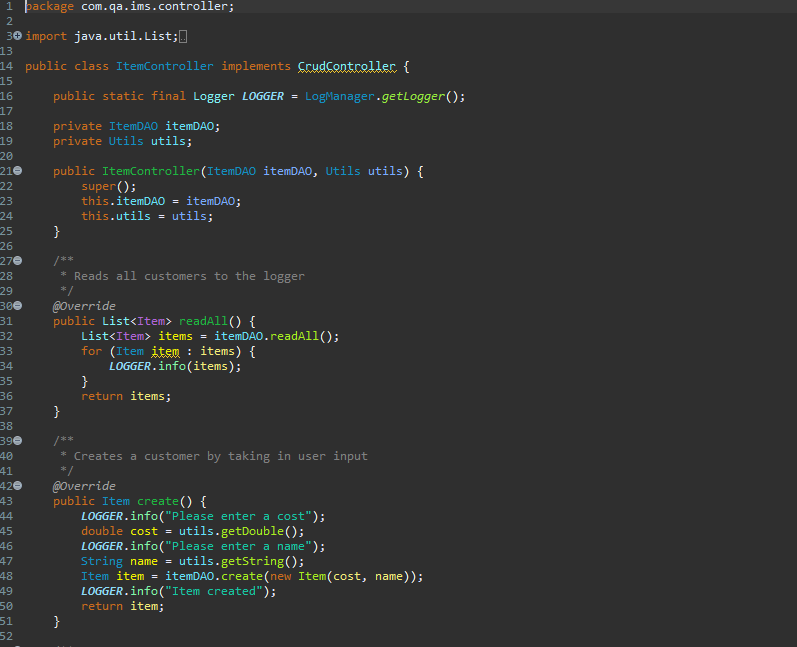 1 package com.qa.ims.controller;
2
3 import java.util.List;
13
14 public class ItemController implements CrudController {
15
16 public static final Logger LOGGER = LogManager.getLogger();
17
18 private ItemDAO itemDAO;
19 private Utils utils;
20
21 public ItemController(ItemDAO itemDAO, Utils utils) {
22 super();
23 this.itemDAO = itemDAO;
24 this.utils = utils;
25 }
26
27 /**
28 * Reads all customers to the logger
29 */
30 @Override
31 public List<Item> readAll() {
32 List<Item> items = itemDAO.readAll();
33 for (Item item : items) {
34 LOGGER.info(items);
35 }
36 return items;
37 }
38
39 /**
40 * Creates a customer by taking in user input
41 */
42 @Override
43 public Item create() {
44 LOGGER.info("Please enter a cost");
45 double cost = utils.getDouble();
46 LOGGER.info("Please enter a name");
47 String name = utils.getString();
48 Item item = itemDAO.create(new Item(cost, name));
49 LOGGER.info("Item created");
50 return item;
51 }
52